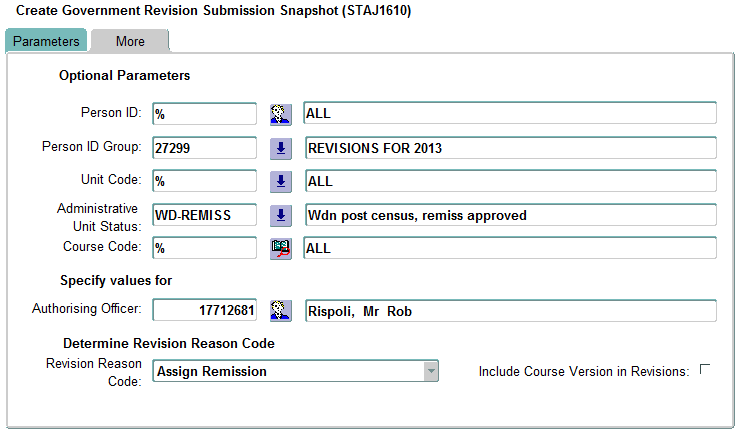 Create Government Revision Submission Snapshot (STAJ1610)
Parameters More
Optional Parameters
Person ID: % ALL
Person ID Group: 27299 REVISIONS FOR 2013
Unit Code: % ALL
Administrative
Unit Status: WD-REMISS Wdn post census, remiss approved
Course Code: % ALL
Specify values for
Authorising Officer: 17712681 Rispoli, Mr Rob
Determine Revision Reason Code
Revision Reason
Code: Assign Remission Include Course Version in Revisions: